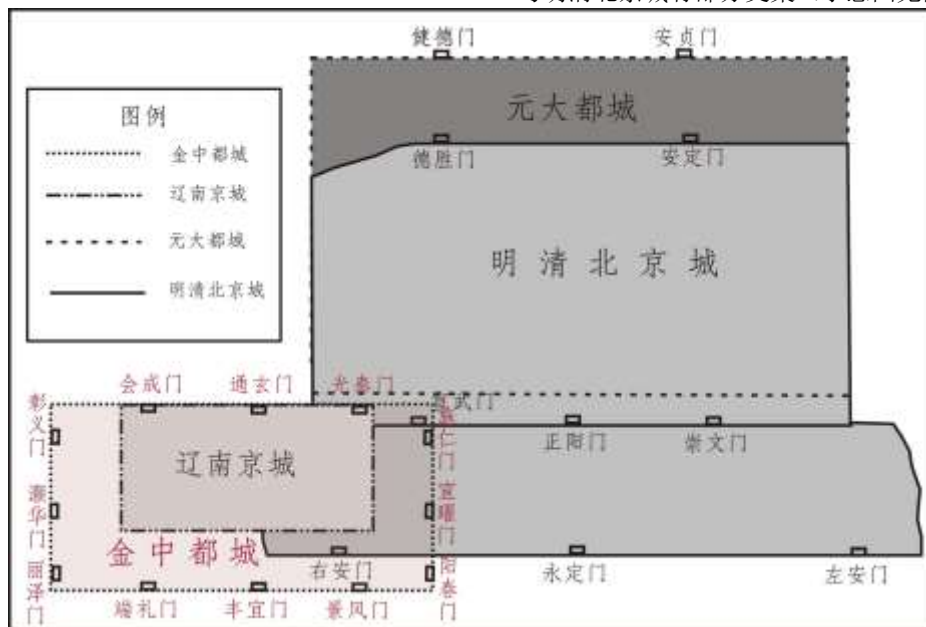 健德门
安贞门
元大都城
德胜门
安定门
图例
金中都城
辽南京城
元大都城
明清北京城
明清北京城
会成门
通玄门
光泰门
彰义门
武门
仁门
正阳门
崇文门
辽南京城
灏华门
宣曜门
金中都城
右安门
永定门
左安门
丽泽门
阳春门
端礼门
丰宜门
景风门